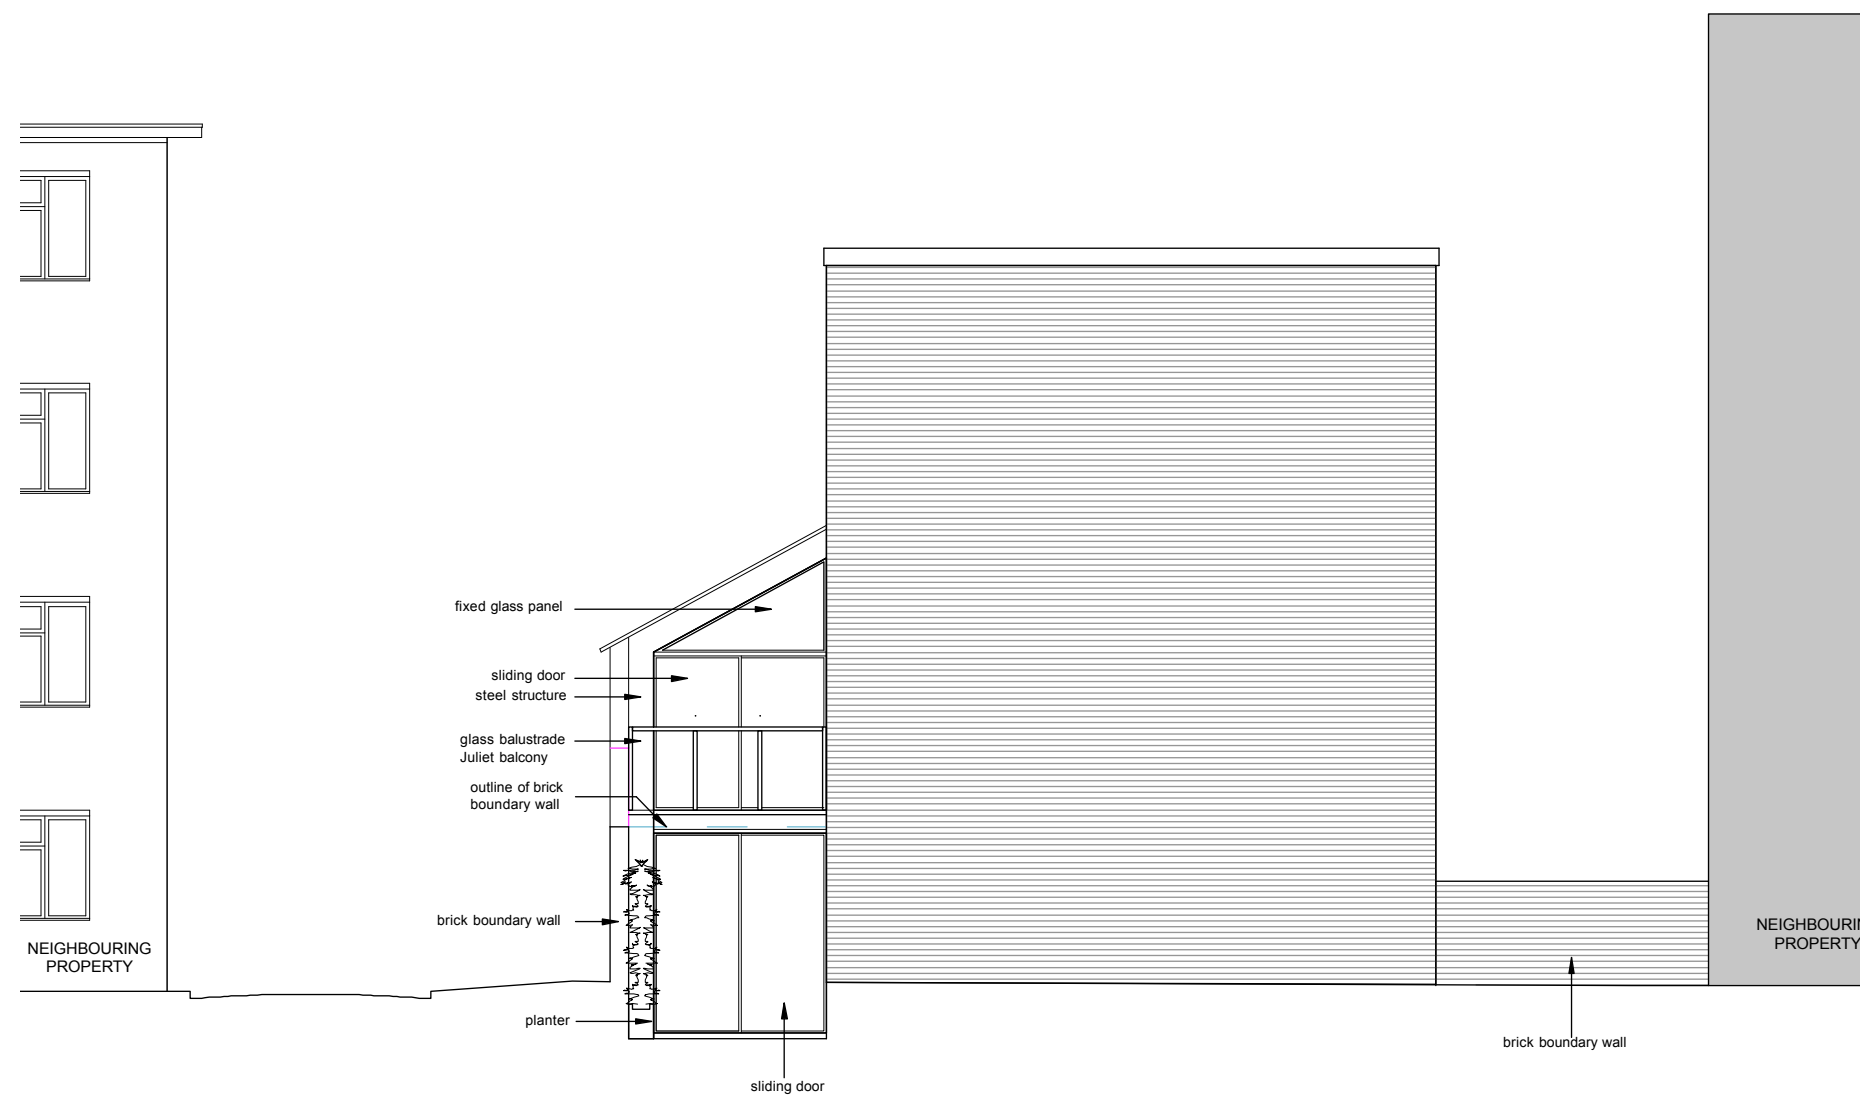 fixed glass panel
sliding door
steel structure
glass balustrade
Juliet balcony
outline of brick
boundary wall
brick boundary wall
NEIGHBOURING
PROPERTY
planter
sliding door
brick boundary wall
NEIGHBOURIN
PROPERTY